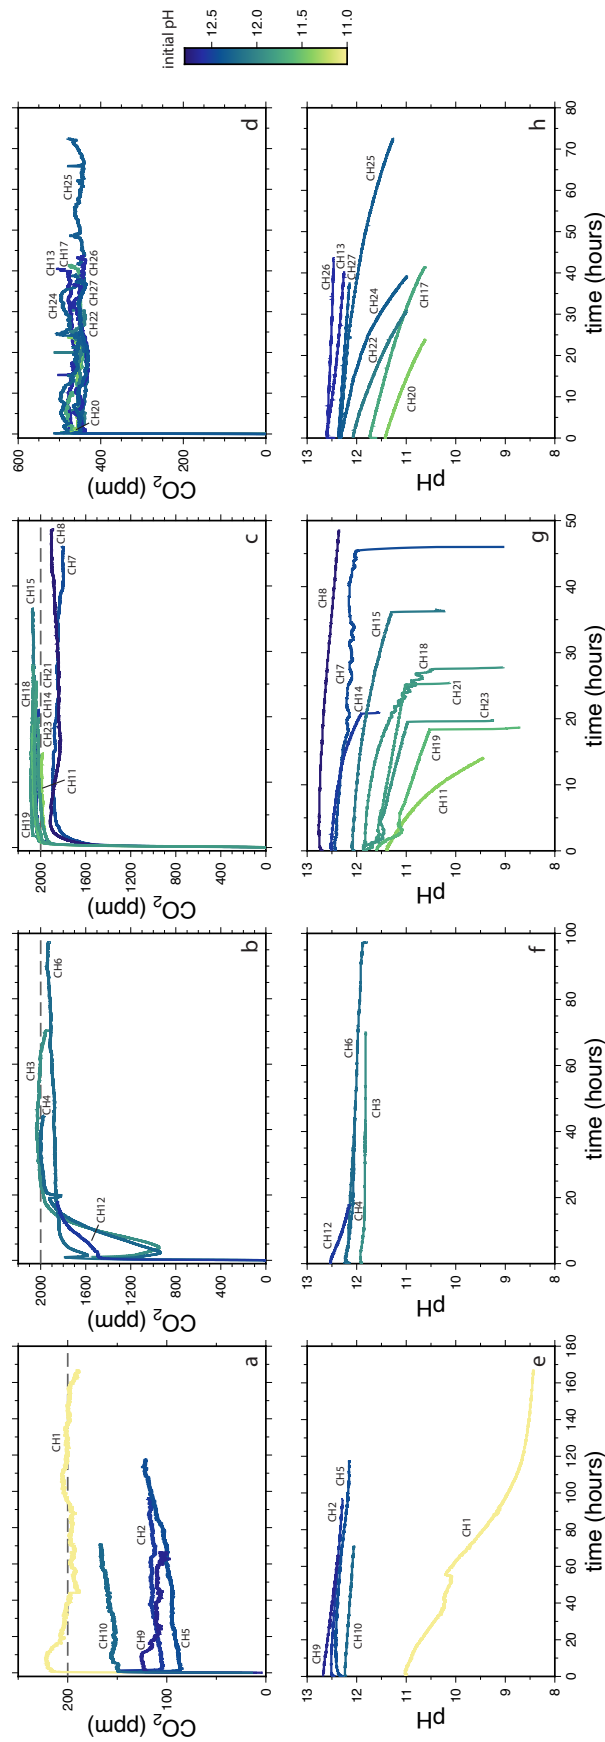 initial pH
12.5 12.0 11.5 11.0
CO2 (ppm)
200
100
0
CH1
CH10
CH9
CH2
CH5
a
CO2 (ppm)
2000
1600
1200
800
400
0
CH3
CH4
CH12
CH6
b
CO2 (ppm)
2000
1600
1200
800
400
0
CH19
CH18
CH15
CH23
CH14
CH21
CH11
CH7
CH8
c
CO2 (ppm)
600
400
200
0
CH20
CH22
CH24
CH27
CH13
CH17
CH26
CH25
d
pH
13
12
11
10
9
8
CH9
CH2
CH5
CH10
CH1
e
0 20 40 60 80 100 120 140 160 180
time (hours)
pH
13
12
11
10
9
8
CH12
CH4
CH6
CH3
f
0 20 40 60 80 100
time (hours)
pH
13
12
11
10
9
8
CH8
CH7
CH14
CH15
CH18
CH21
CH23
CH19
CH11
g
0 10 20 30 40 50
time (hours)
pH
13
12
11
10
9
8
CH26
CH13
CH27
CH25
CH24
CH22
CH17
CH20
h
0 10 20 30 40 50 60 70 80
time (hours)